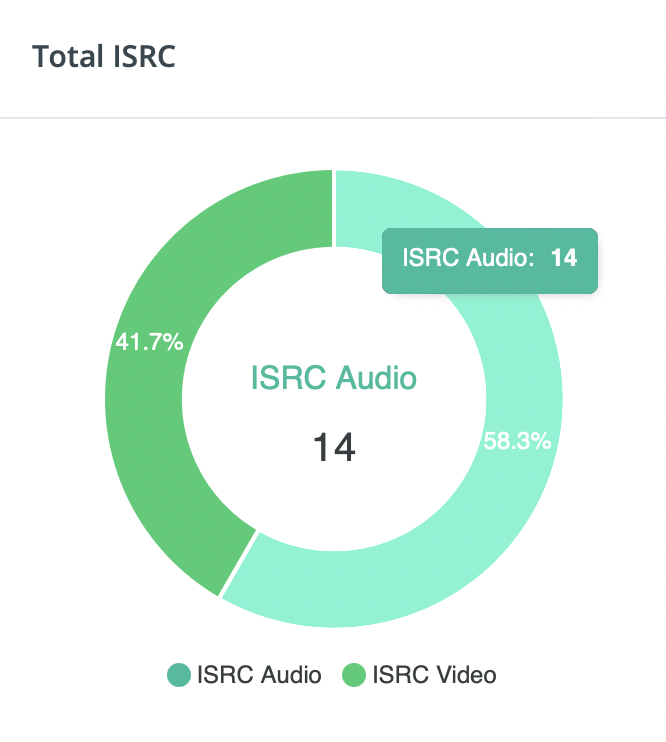 Total ISRC
ISRC Audio: 14
41.7%
ISRC Audio
58.3%
14
ISRC Audio ISRC Video